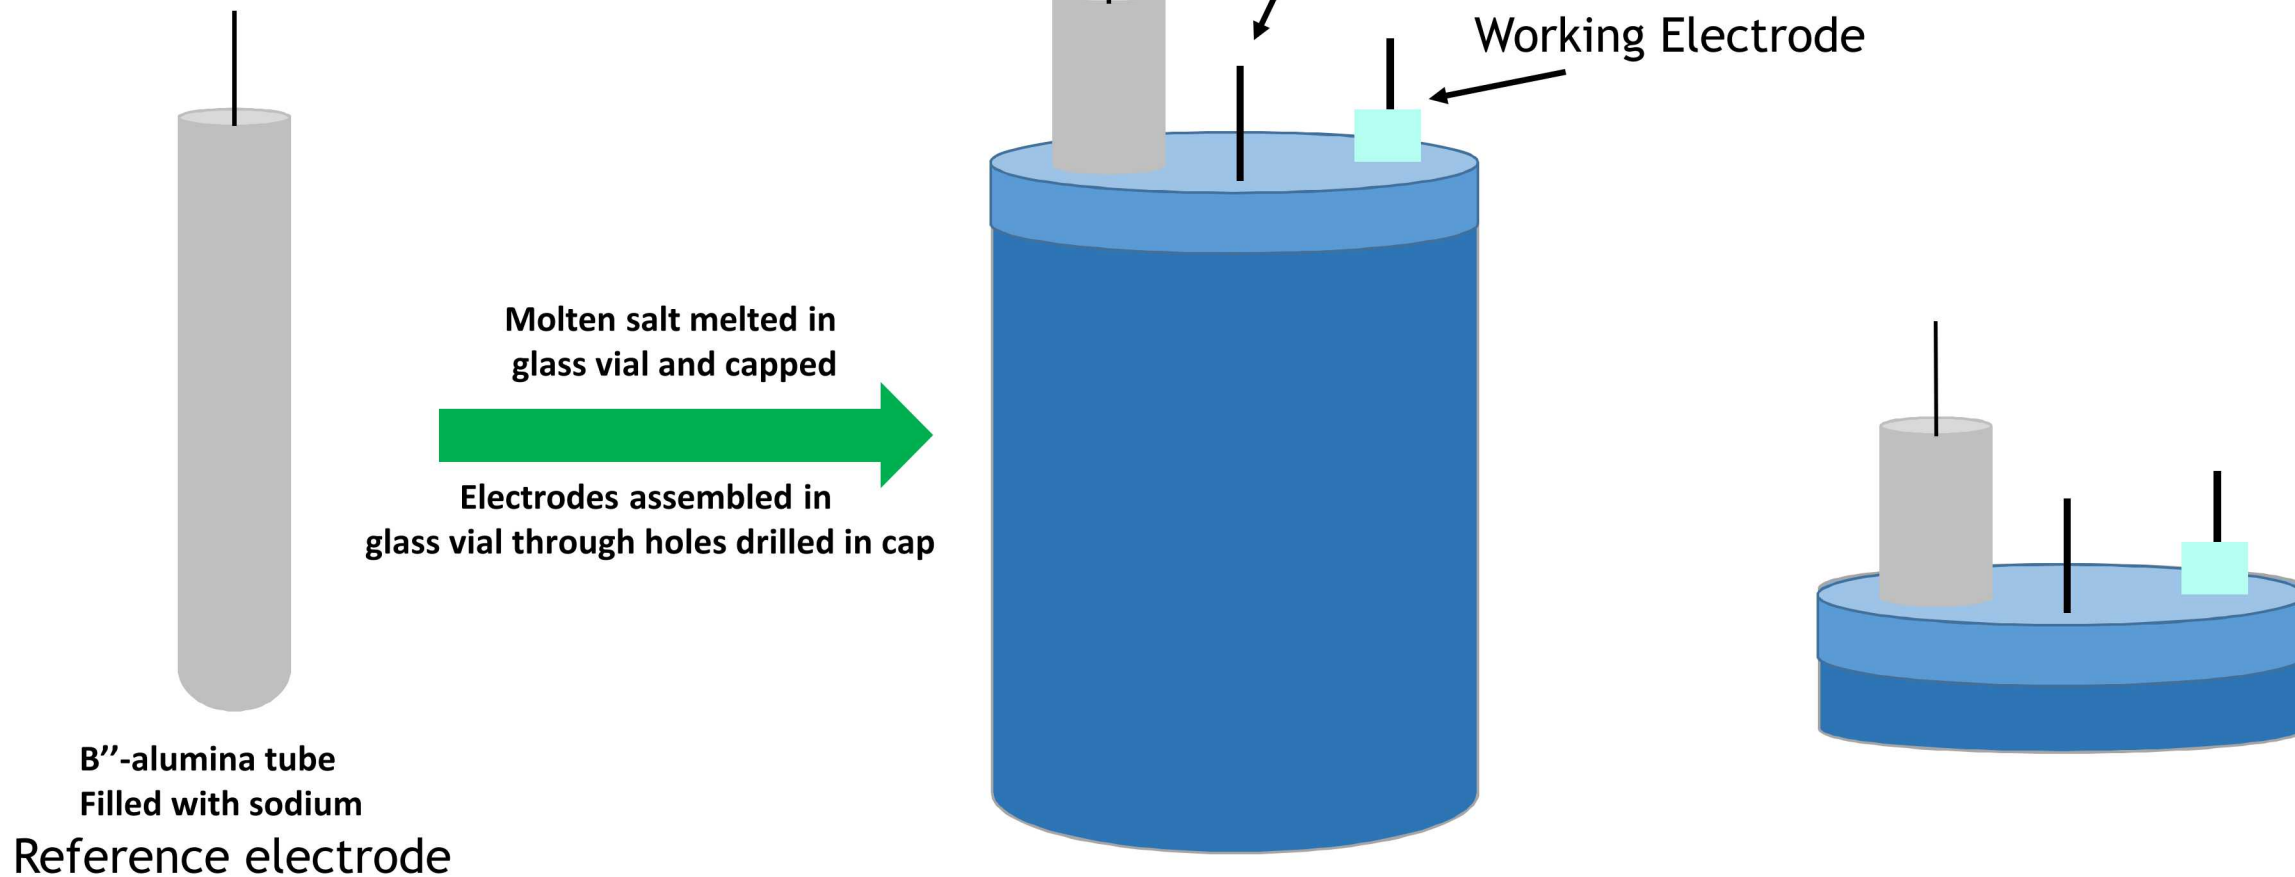 Working Electrode
Molten salt melted in
glass vial and capped
Electrodes assembled in
glass vial through holes drilled in cap
B’’-alumina tube
Filled with sodium
Reference electrode